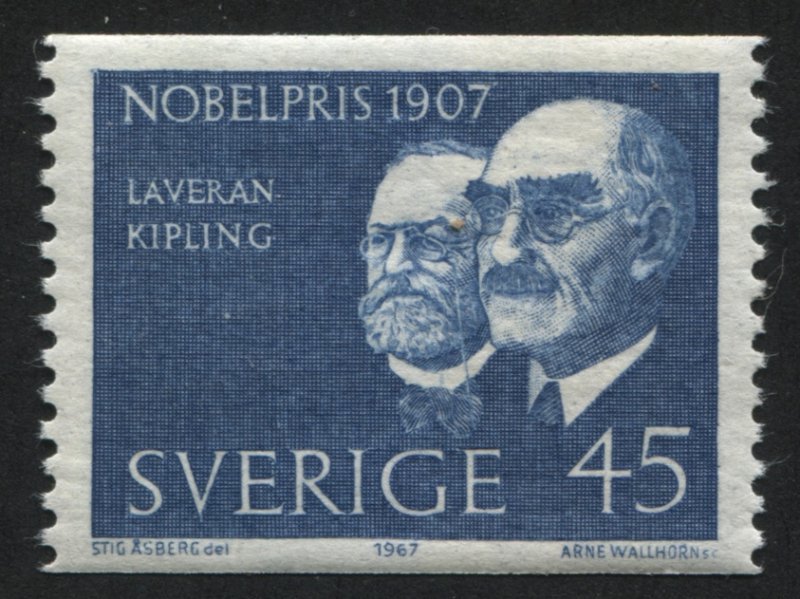 NOBELPRIS 1907
LAVERAN-
KIPLING
SVERIGE 45
STIG ÅSBERG del 1967 ARNE WALLHORN sc